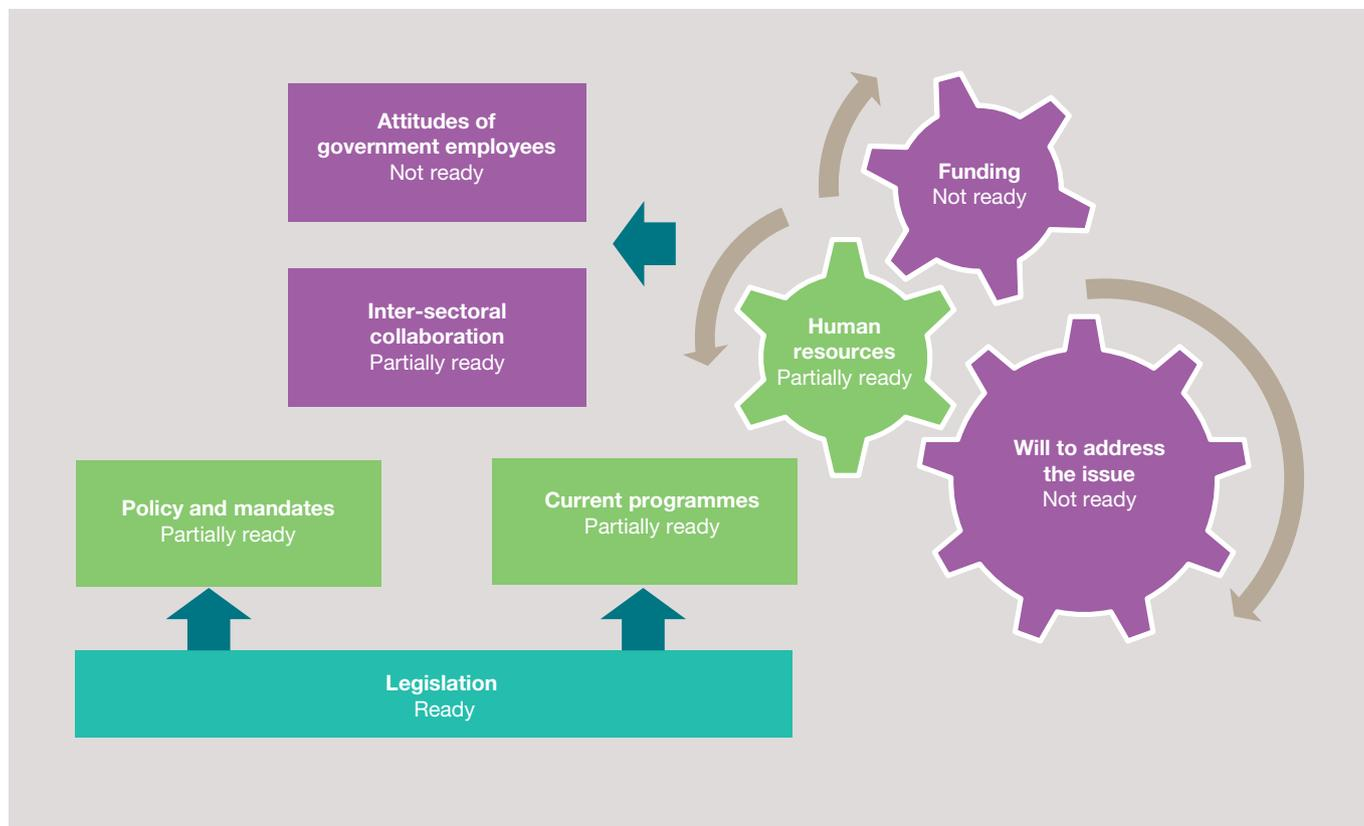 Attitudes of
government employees
Not ready
Inter-sectoral
collaboration
Partially ready
Funding
Not ready
Human
resources
Partially ready
Will to address
the issue
Not ready
Policy and mandates
Partially ready
Current programmes
Partially ready
Legislation
Ready